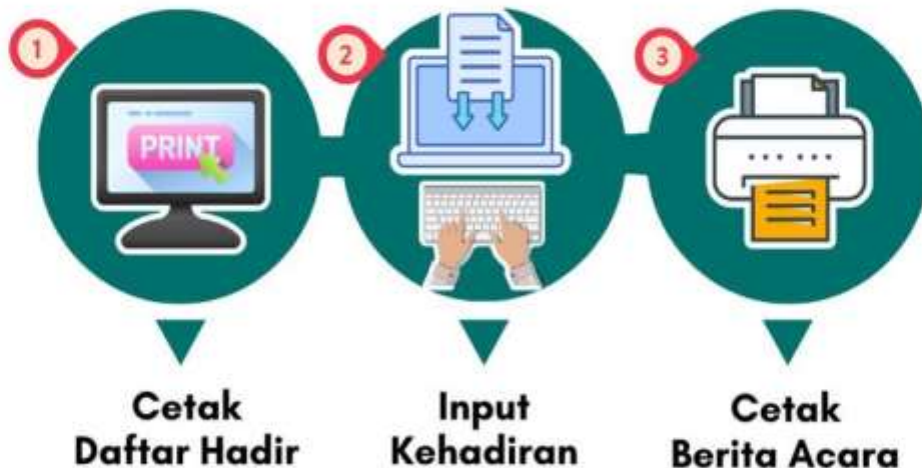 1
2
3
PRINT
Cetak
Daftar Hadir
Input
Kehadiran
Cetak
Berita Acara